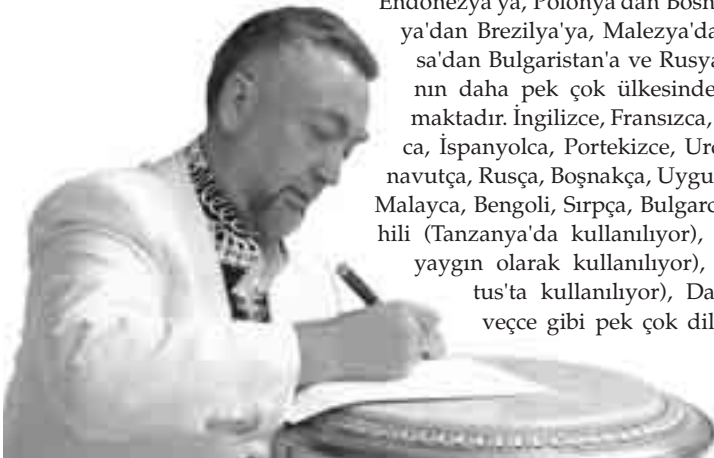 Endonezya'ya, Polonya'dan Bosn
ya'dan Brezilya'ya, Malezya'da
sa'dan Bulgaristan'a ve Rusya
nın daha pek çok ülkesinde
maktadır. İngilizce, Fransızca,
ca, İspanyolca, Portekizce, Urd
navutça, Rusça, Boşnakça, Uygu
Malayca, Bengoli, Sırpça, Bulgarc
hili (Tanzanya'da kullanılıyor),
yaygın olarak kullanılıyor),
tus'ta kullanılıyor), Da
veçce gibi pek çok dil